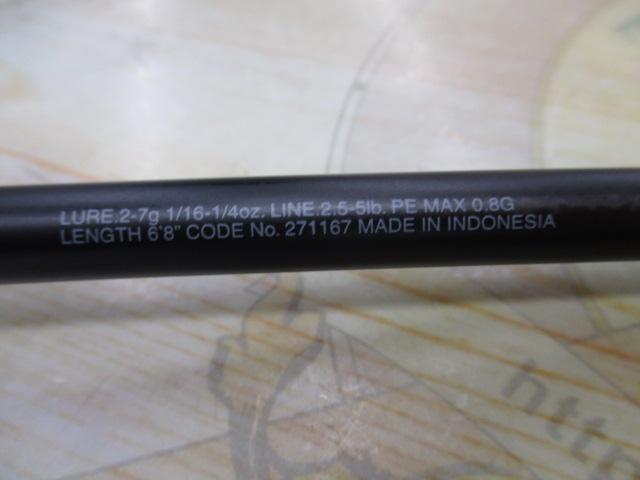 LURE.2-7g 1/16-1/4oz. LINE.2.5-5lb. PE MAX 0.8G
LENGTH 6'8" CODE No. 271167 MADE IN INDONESIA
http